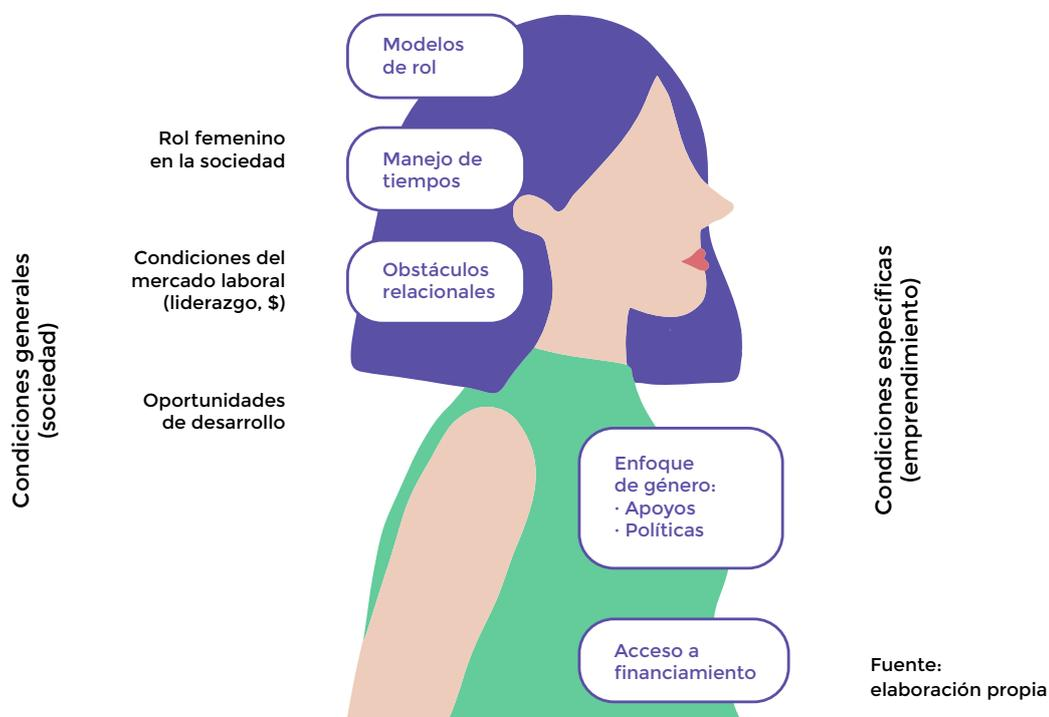 Modelos
de rol
Rol femenino
en la sociedad
Manejo de
tiempos
Condiciones del
mercado laboral
(liderazgo, $)
Obstáculos
relacionales
Condiciones generales
(sociedad)
Condiciones específicas
(emprendimiento)
Oportunidades
de desarrollo
Enfoque
de género:
· Apoyos
· Políticas
Acceso a
financiamiento
Fuente:
elaboración propia